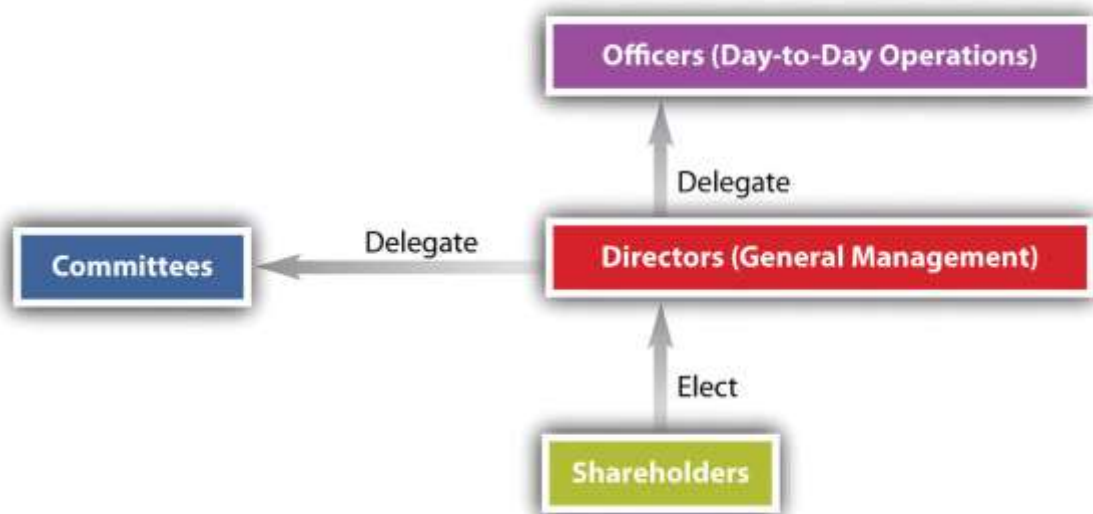 Officers (Day-to-Day Operations)
Delegate
Delegate
Committees
Directors (General Management)
Elect
Shareholders